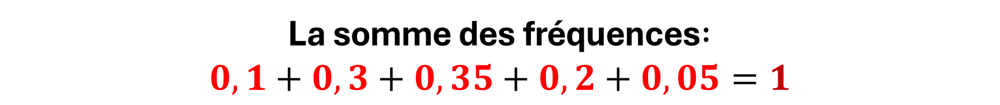 La somme des fréquences:
0, 1 + 0, 3 + 0, 35 + 0, 2 + 0, 05 = 1